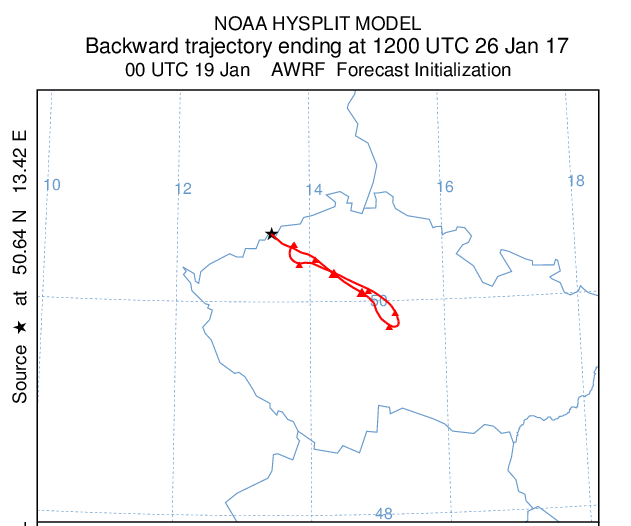 NOAA HYSPLIT MODEL
Backward trajectory ending at 1200 UTC 26 Jan 17
00 UTC 19 Jan AWRF Forecast Initialization
Source ★ at 50.64 N 13.42 E
10
12
14
16
18
50
48